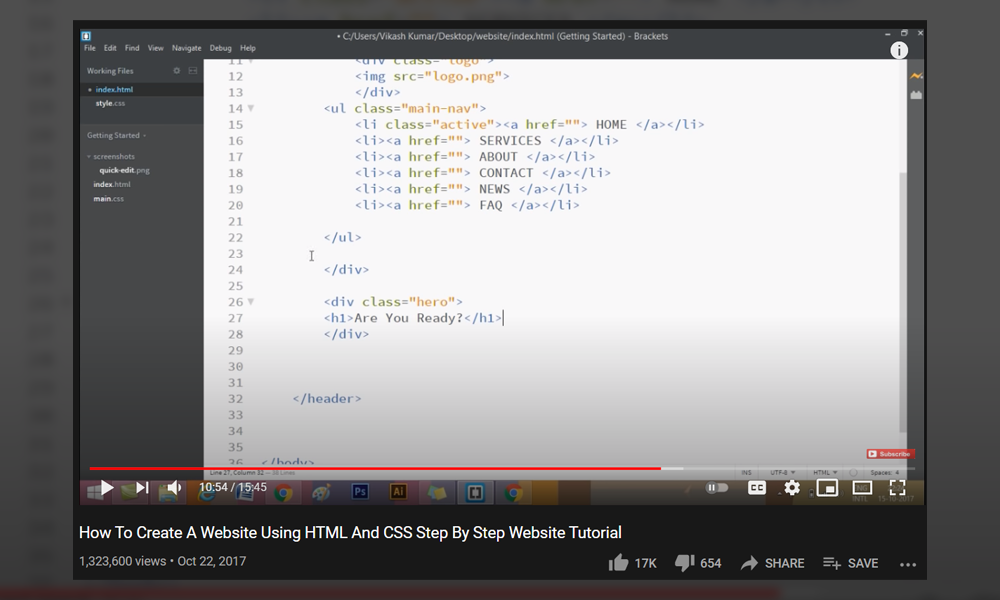 • C:/Users/Vikash Kumar/Desktop/website/index.html (Getting Started) - Brackets
File Edit Find View Navigate Debug Help
Working Files
• index.html
style.css
Getting Started
screenshots
quick-edit.png
index.html
main.css
11 <div class="logo">
12 <img src="logo.png">
13 </div>
14 <ul class="main-nav">
15 <li class="active"><a href=""> HOME </a></li>
16 <li><a href=""> SERVICES </a></li>
17 <li><a href=""> ABOUT </a></li>
18 <li><a href=""> CONTACT </a></li>
19 <li><a href=""> NEWS </a></li>
20 <li><a href=""> FAQ </a></li>
21
22 </ul>
23
24 </div>
25
26 <div class="hero">
27 <h1>Are You Ready?</h1>
28 </div>
29
30
31
32 </header>
33
34
35
36 </body>
Subscribe
Line 27, Column 32 — 38 Lines
INS UTF-8 HTML Spaces: 4
10:54 / 15:45
Ps
Ai
CC
How To Create A Website Using HTML And CSS Step By Step Website Tutorial
1,323,600 views • Oct 22, 2017
17K 654 SHARE SAVE